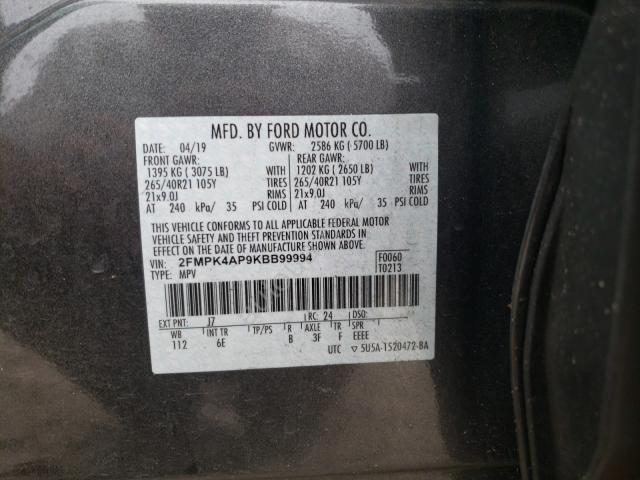 MFD. BY FORD MOTOR CO.
DATE: 04/19 GVWR: 2586 KG ( 5700 LB)
FRONT GAWR: REAR GAWR:
1395 KG ( 3075 LB) WITH 1202 KG ( 2650 LB) WITH
265/40R21 105Y TIRES 265/40R21 105Y TIRES
21x9.0J RIMS 21x9.0J RIMS
AT 240 kPa/ 35 PSI COLD AT 240 kPa/ 35 PSI COLD
THIS VEHICLE CONFORMS TO ALL APPLICABLE FEDERAL MOTOR
VEHICLE SAFETY AND THEFT PREVENTION STANDARDS IN
EFFECT ON THE DATE OF MANUFACTURE SHOWN ABOVE.
VIN: 2FMPK4AP9KBB99994 F0060
TYPE: MPV T0213
EXT PNT: J7 RC: 24 DSO:
WB INT TR TP/PS R AXLE TR SPR
112 6E B 3F F EEEE
UTC 5U5A-1520472-BA